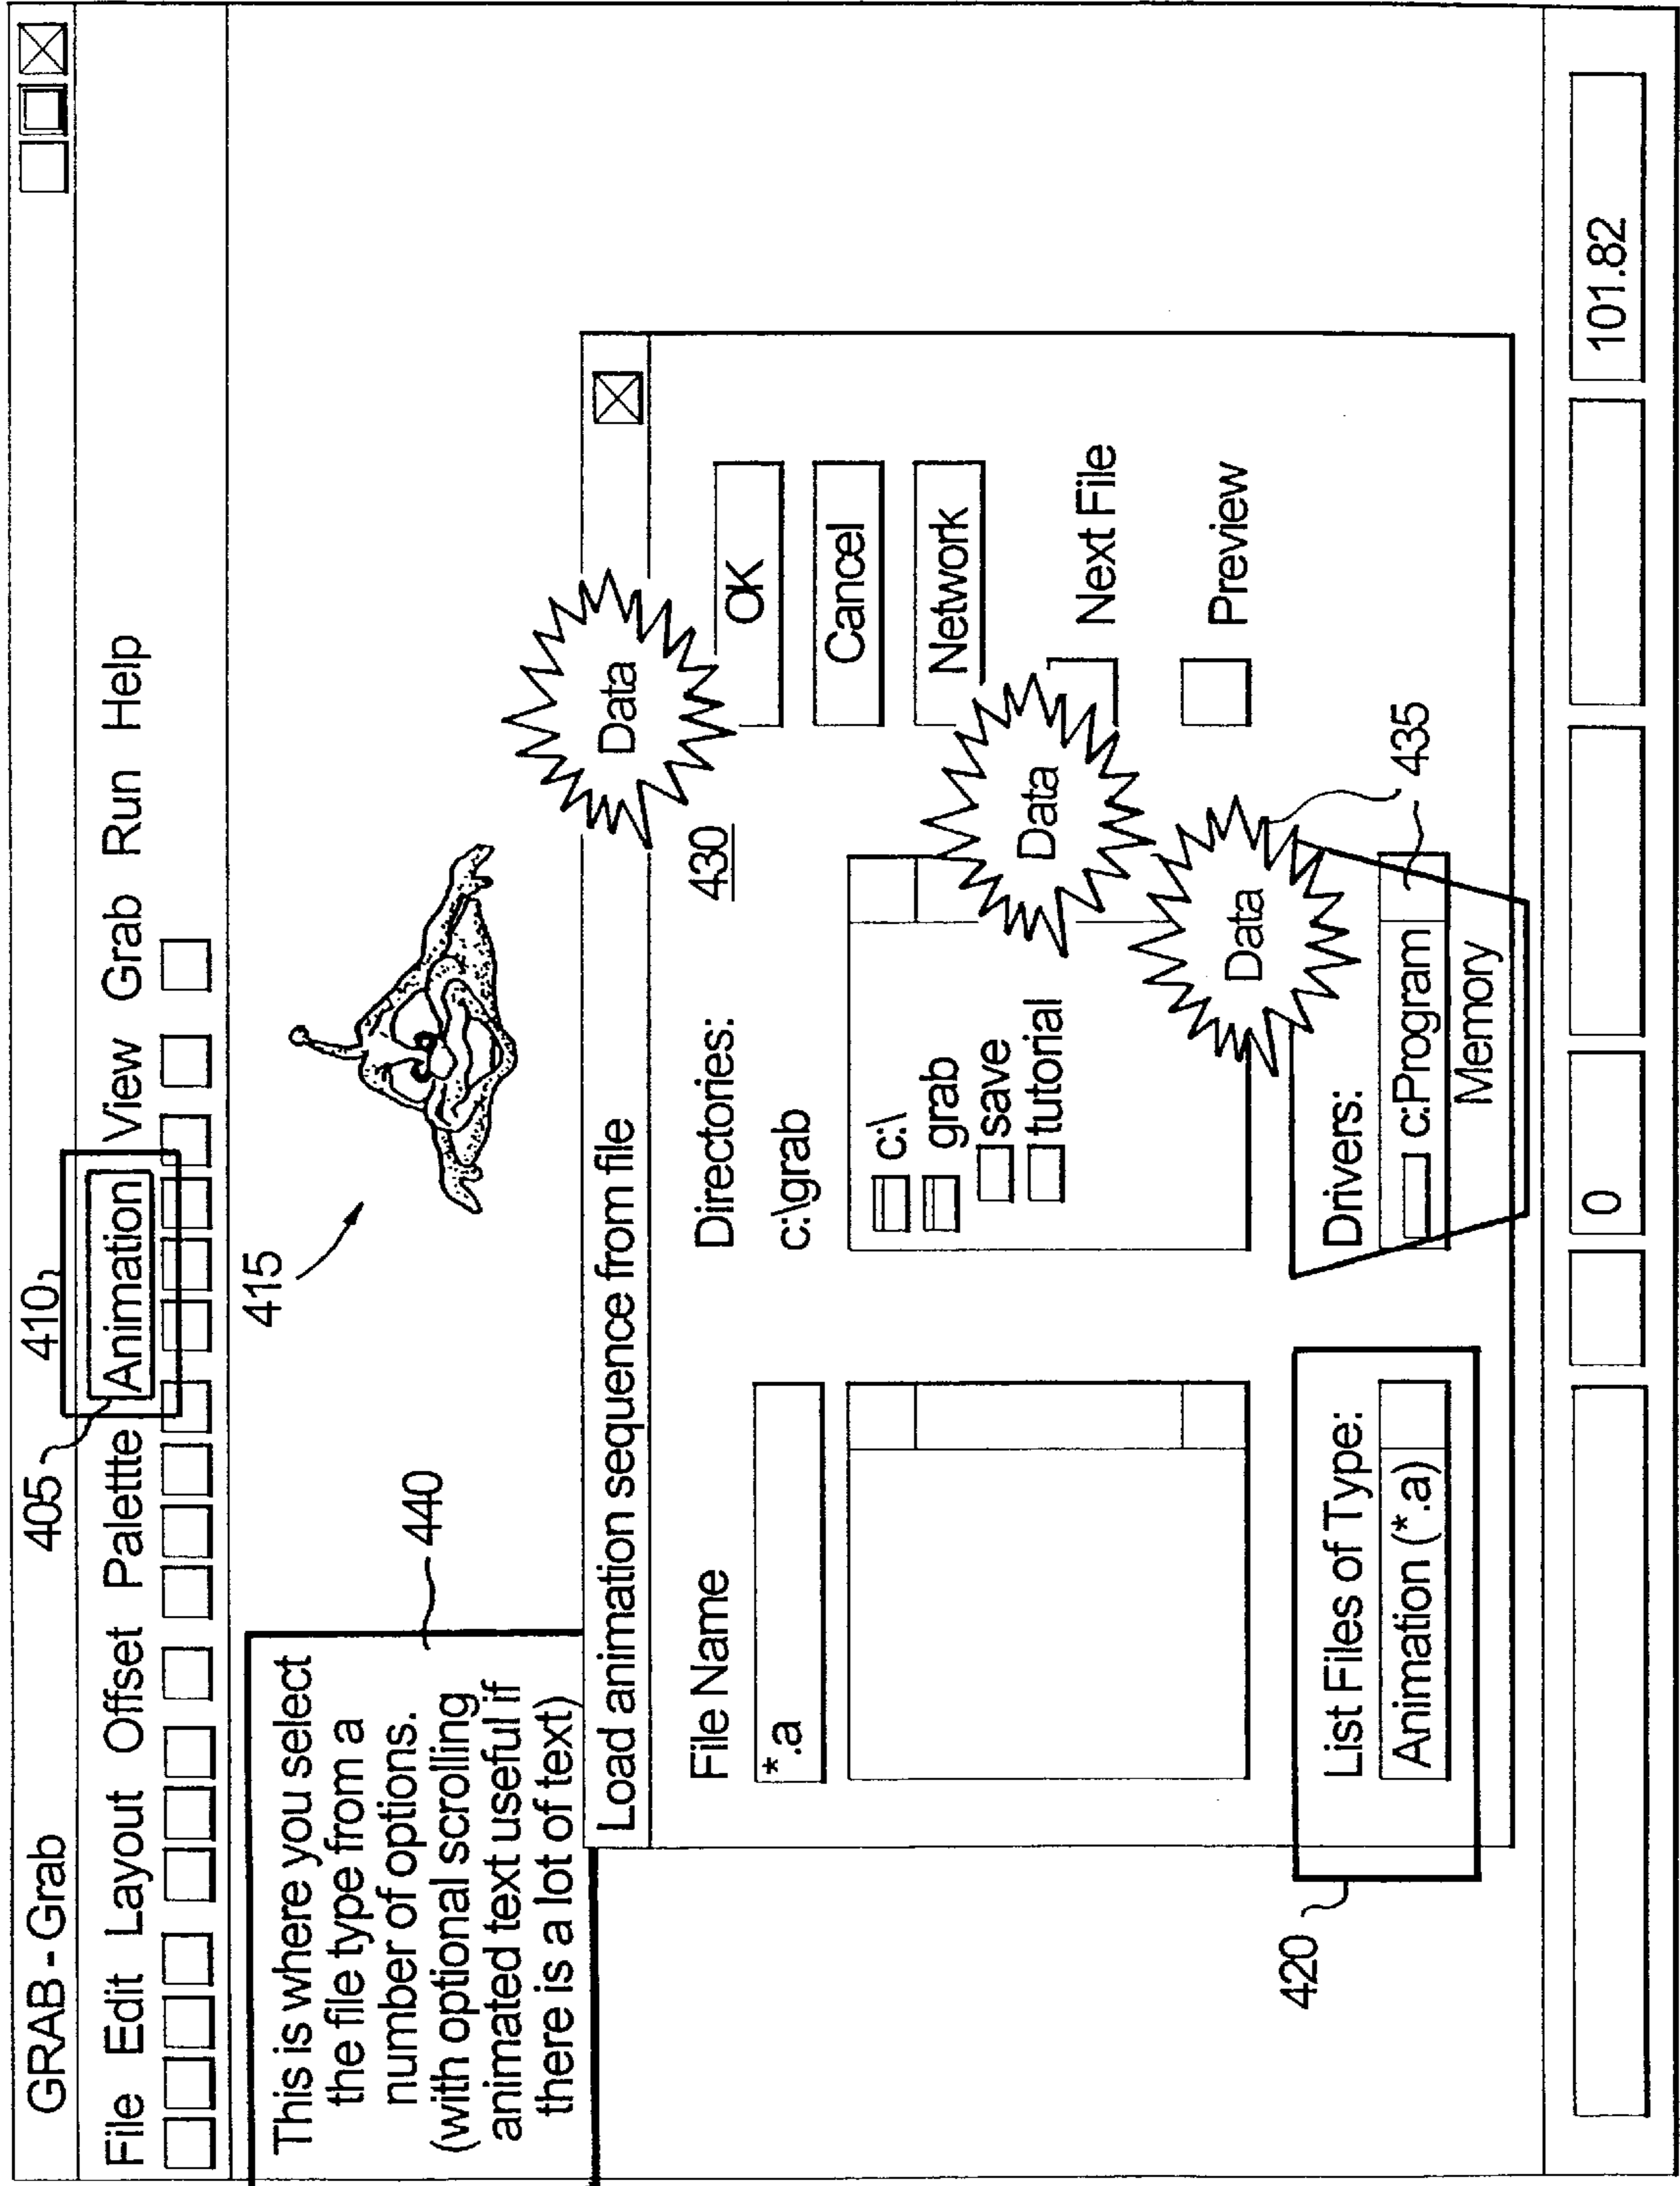 GRAB - Grab
405
410
File Edit Layout Offset Palettte Animation View Grab Run Help
415
This is where you select
the file type from a
number of options.
(with optional scrolling
animated text useful if
there is a lot of text)
440
Load animation sequence from file
Data
File Name
*.a
Directories:
c:\grab
430
OK
Cancel
Network
Next File
Preview
c:\
grab
save
tutorial
Data
Data
List Files of Type:
Animation (*.a)
Drivers:
c:Program
Memory
435
420
0
101.82